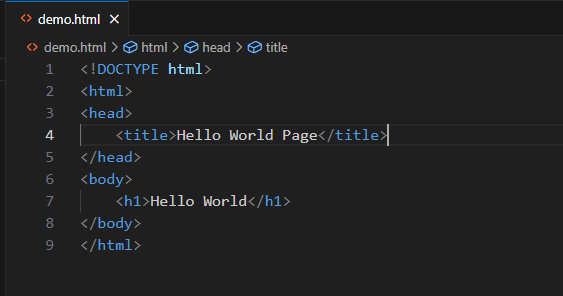 demo.html ×
demo.html > html > head > title
1 <!DOCTYPE html>
2 <html>
3 <head>
4     <title>Hello World Page</title>
5 </head>
6 <body>
7     <h1>Hello World</h1>
8 </body>
9 </html>